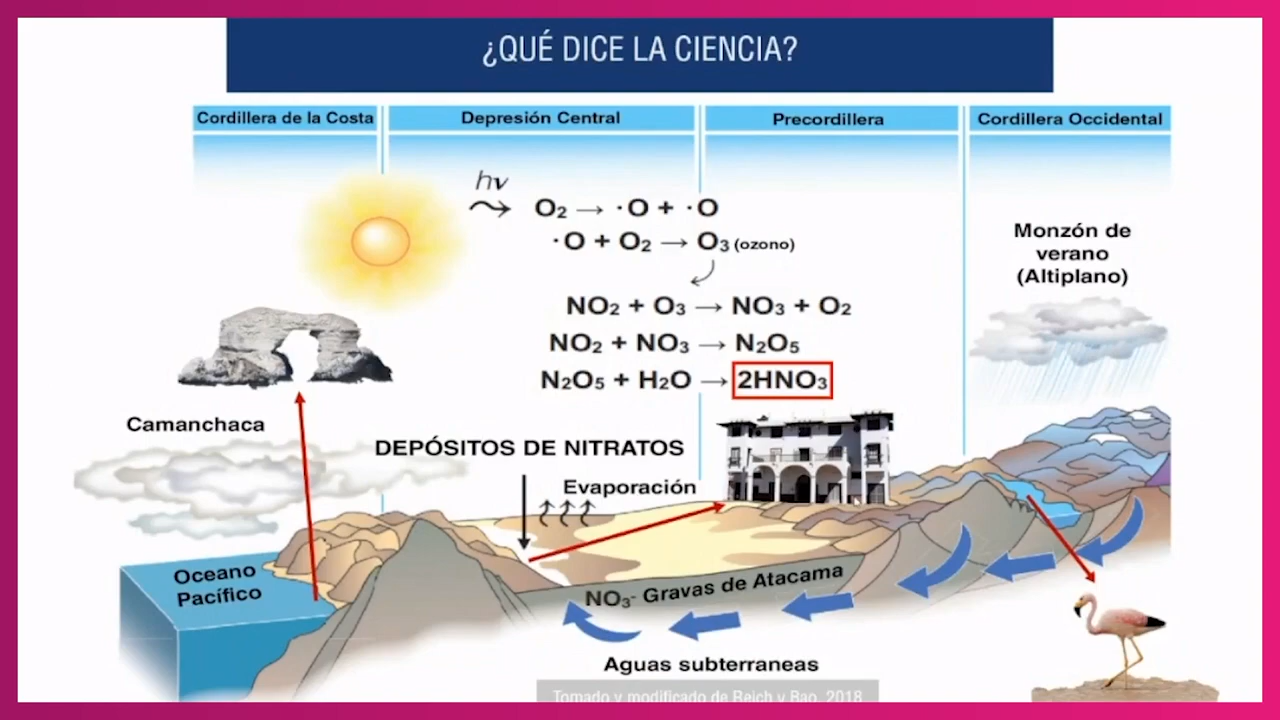 ¿QUÉ DICE LA CIENCIA?
Cordillera de la Costa
Depresión Central
Precordillera
Cordillera Occidental
hν
O₂ → ·O + ·O
·O + O₂ → O₃ (ozono)
NO₂ + O₃ → NO₃ + O₂
NO₂ + NO₃ → N₂O₅
N₂O₅ + H₂O → 2HNO₃
Monzón de
verano
(Altiplano)
Camanchaca
DEPÓSITOS DE NITRATOS
Evaporación
Oceano
Pacífico
NO₃⁻ Gravas de Atacama
Aguas subterraneas
Tomado y modificado de Reich y Bao, 2018